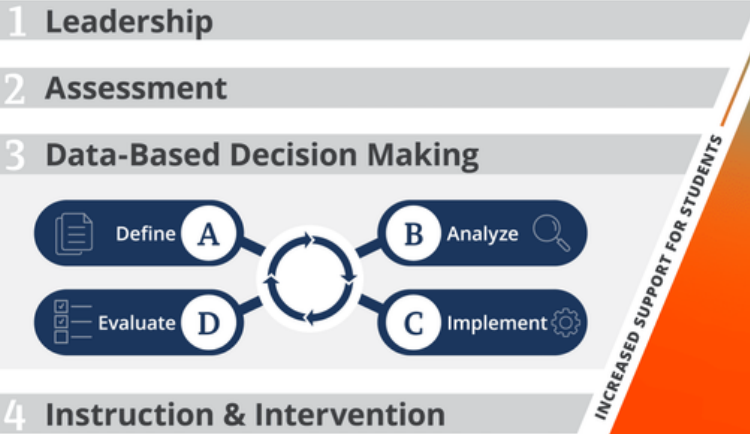 1 Leadership
2 Assessment
3 Data-Based Decision Making
Define A
B Analyze
Evaluate D
C Implement
4 Instruction & Intervention
INCREASED SUPPORT FOR STUDENTS